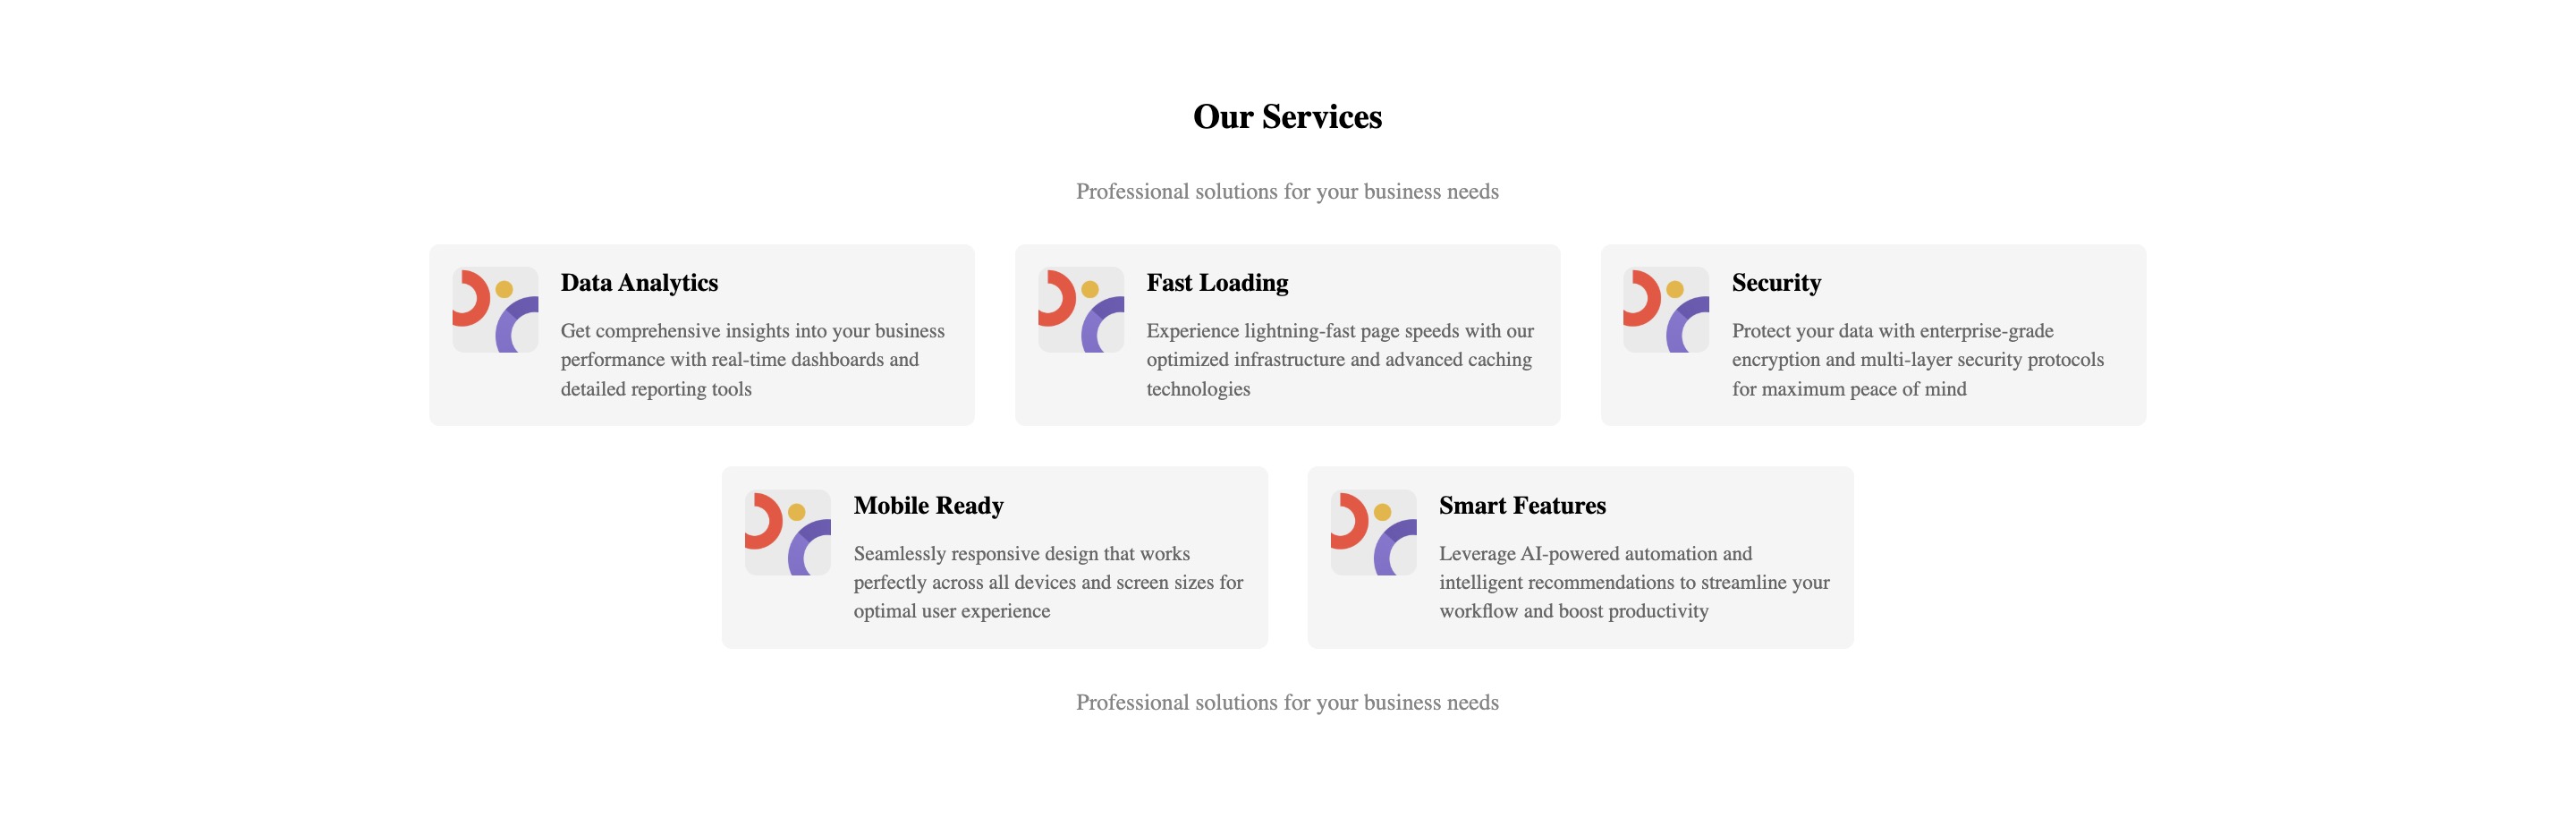 Our Services
Professional solutions for your business needs
Data Analytics
Get comprehensive insights into your business
performance with real-time dashboards and
detailed reporting tools
Fast Loading
Experience lightning-fast page speeds with our
optimized infrastructure and advanced caching
technologies
Security
Protect your data with enterprise-grade
encryption and multi-layer security protocols
for maximum peace of mind
Mobile Ready
Seamlessly responsive design that works
perfectly across all devices and screen sizes for
optimal user experience
Smart Features
Leverage AI-powered automation and
intelligent recommendations to streamline your
workflow and boost productivity
Professional solutions for your business needs